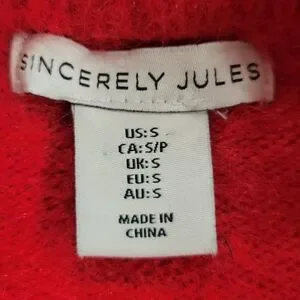 SINCERELY JULES
US: S
CA: S/P
UK: S
EU: S
AU: S
MADE IN
CHINA